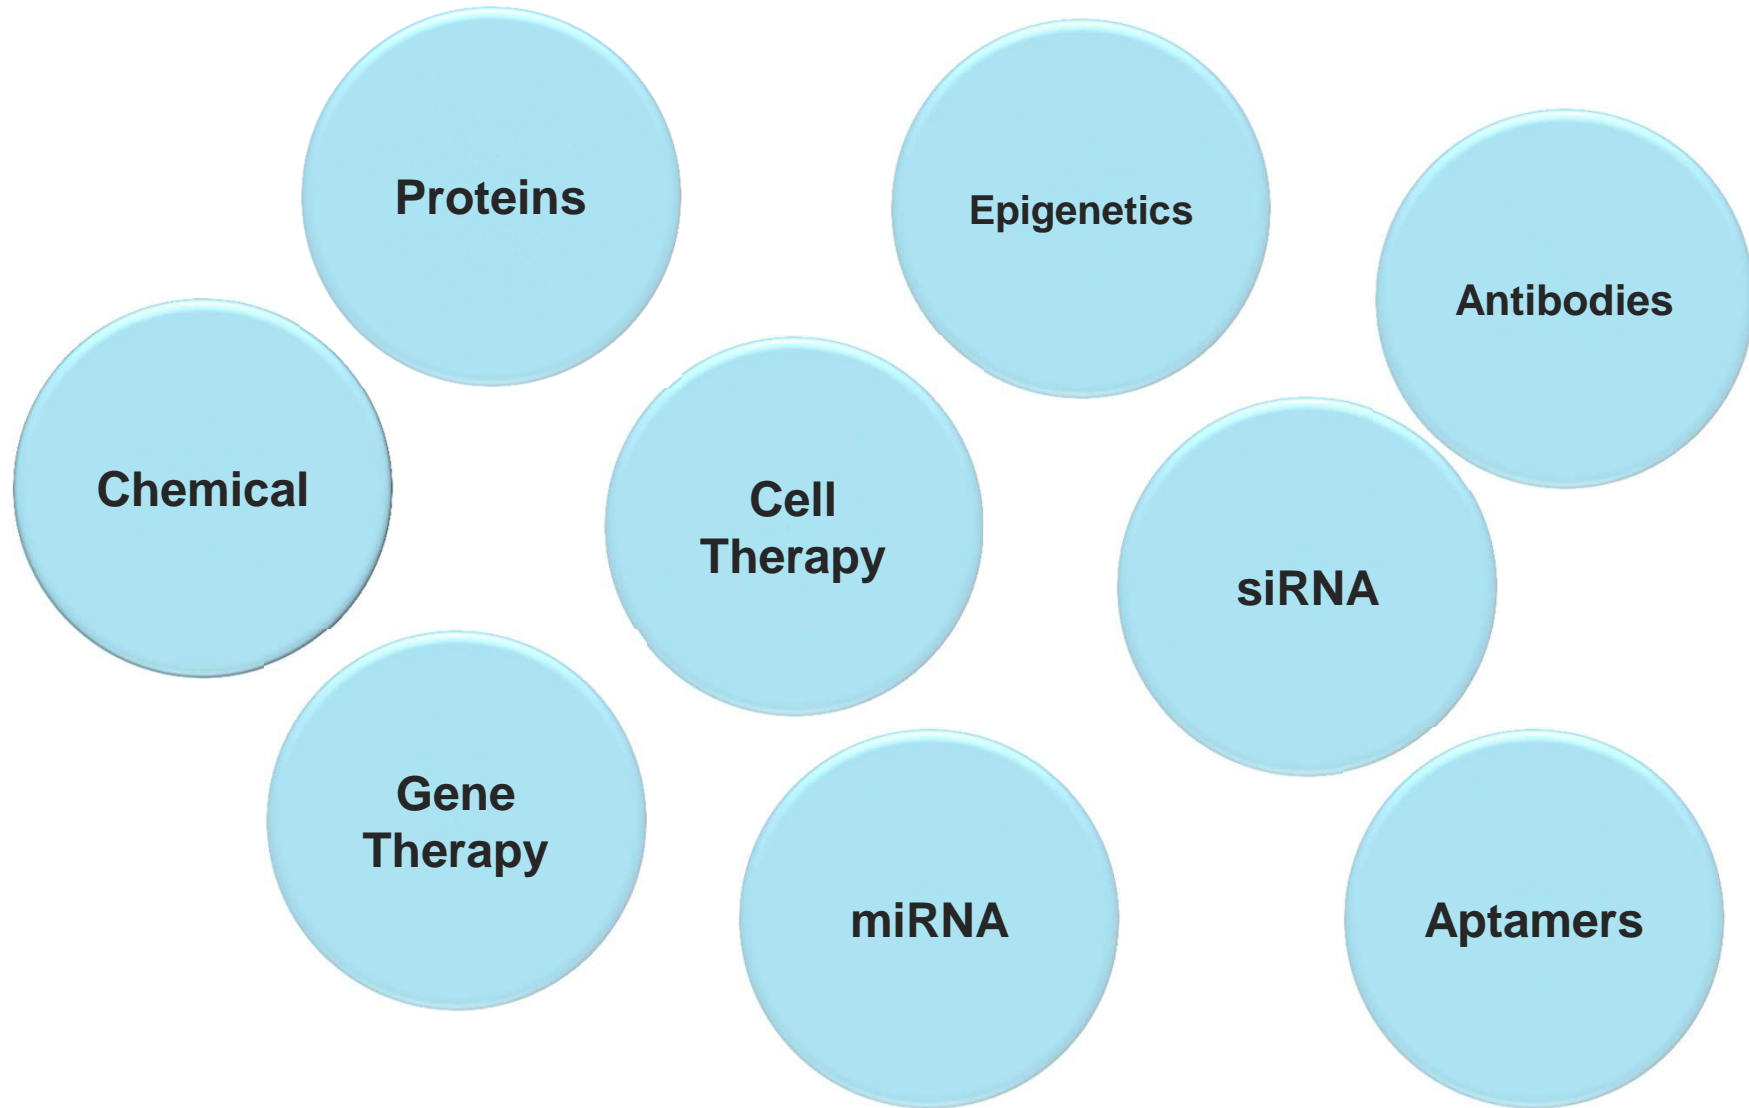 Proteins
Epigenetics
Antibodies
Chemical
Cell
Therapy
siRNA
Gene
Therapy
miRNA
Aptamers